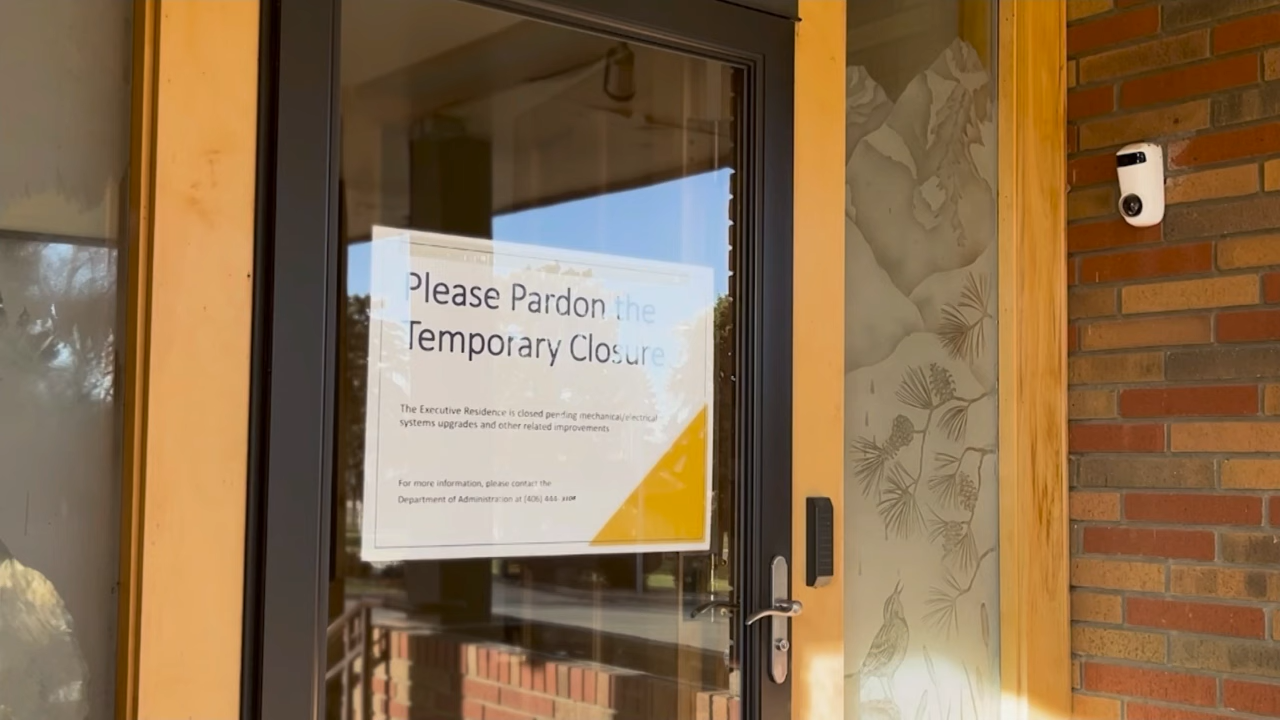 Please Pardon the
Temporary Closure
The Executive Residence is closed pending mechanical/electrical
systems upgrades and other related improvements
For more information, please contact the
Department of Administration at (406) 444-